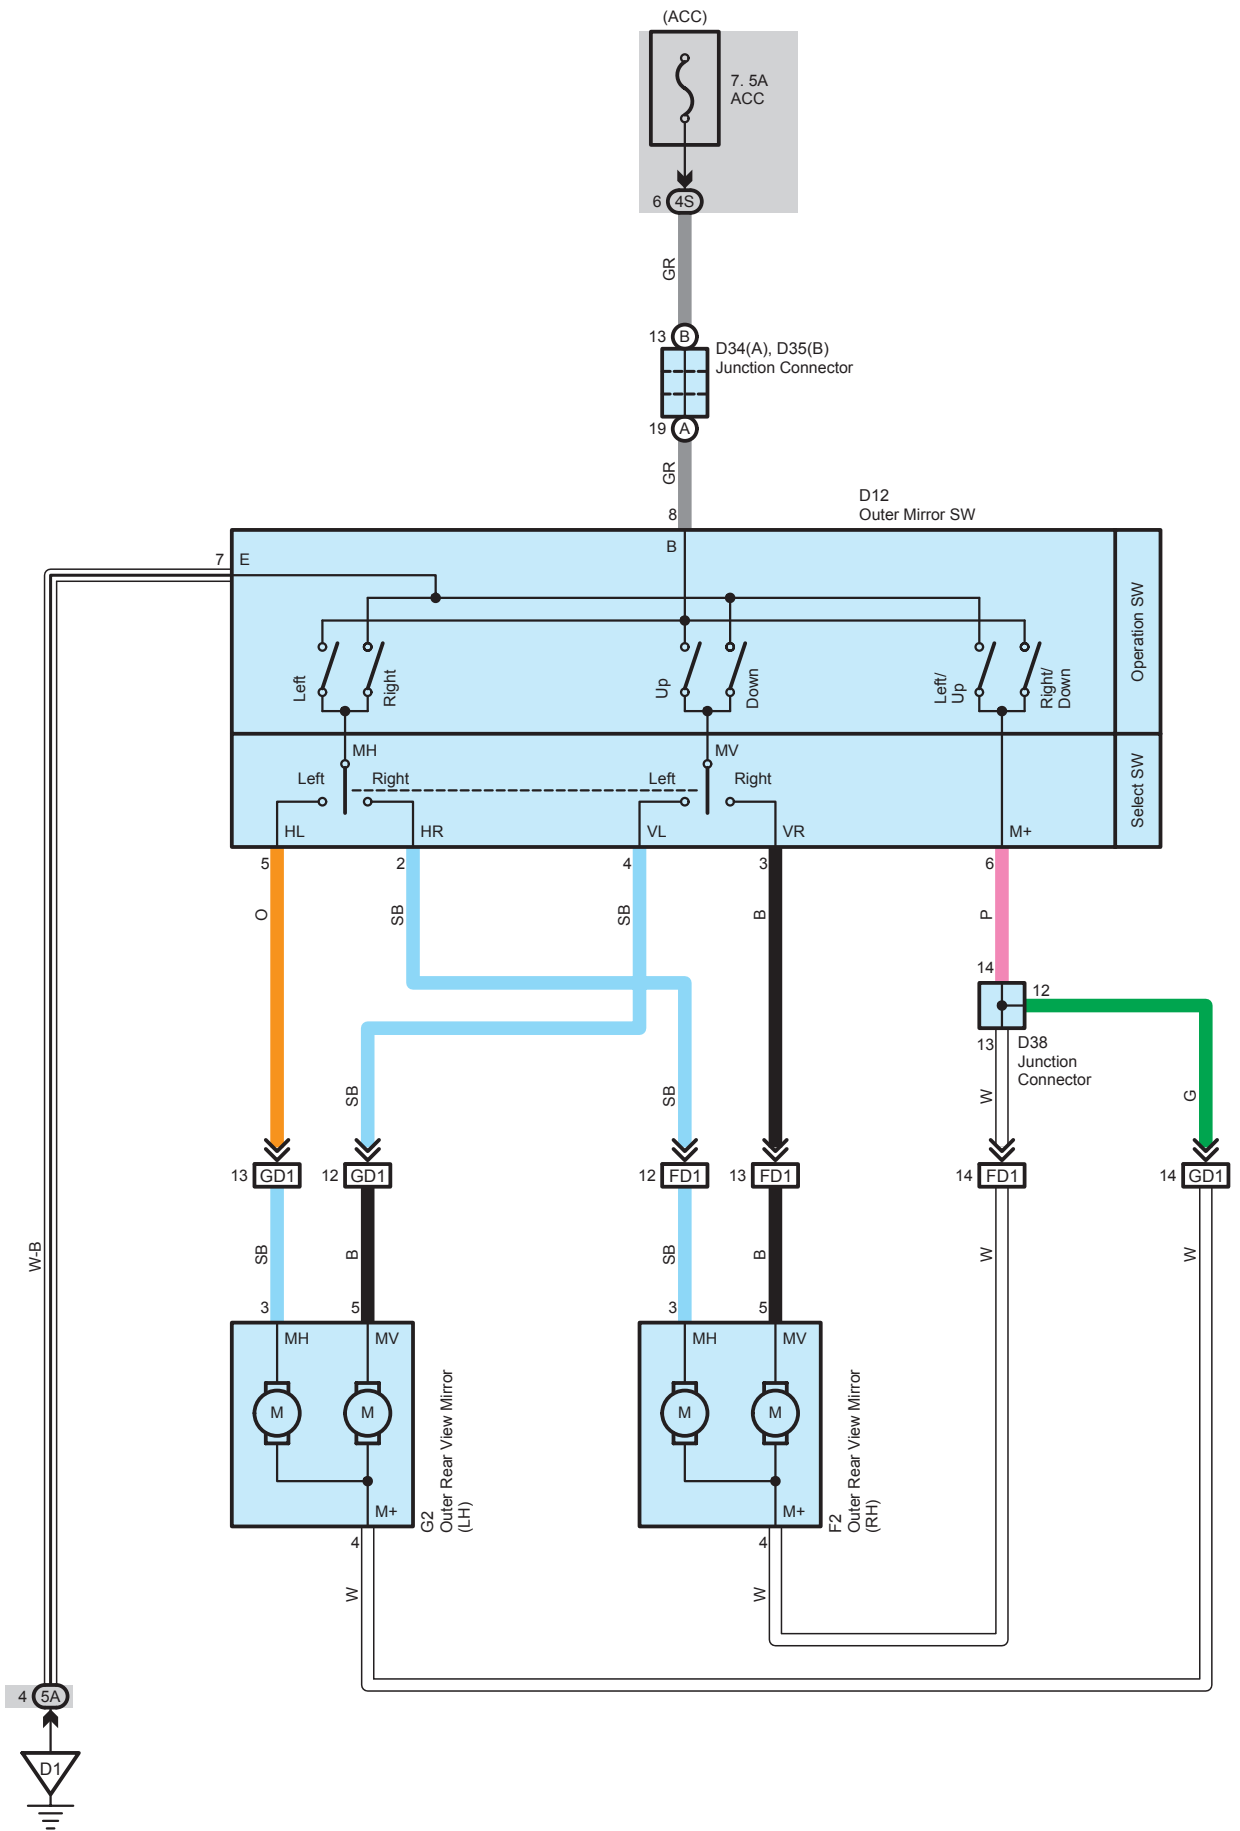 (ACC)
7. 5A
ACC
6 4S
GR
13 B
D34(A), D35(B)
Junction Connector
19 A
GR
8
D12
Outer Mirror SW
7 E
B
Operation SW
Left
Right
Up
Down
Left/
Up
Right/
Down
MH
MV
Left Right
Left Right
Select SW
HL HR VL VR M+
5 2 4 3 6
O SB SB B P
14
12
13
D38
Junction
Connector
SB SB W G
13 GD1 12 GD1 12 FD1 13 FD1 14 FD1 14 GD1
W-B
SB B SB B W W
3 5 3 5
MH MV
MH MV
M M
M M
M+
M+
G2
Outer Rear View Mirror
(LH)
F2
Outer Rear View Mirror
(RH)
4 4
W W
4 5A
D1